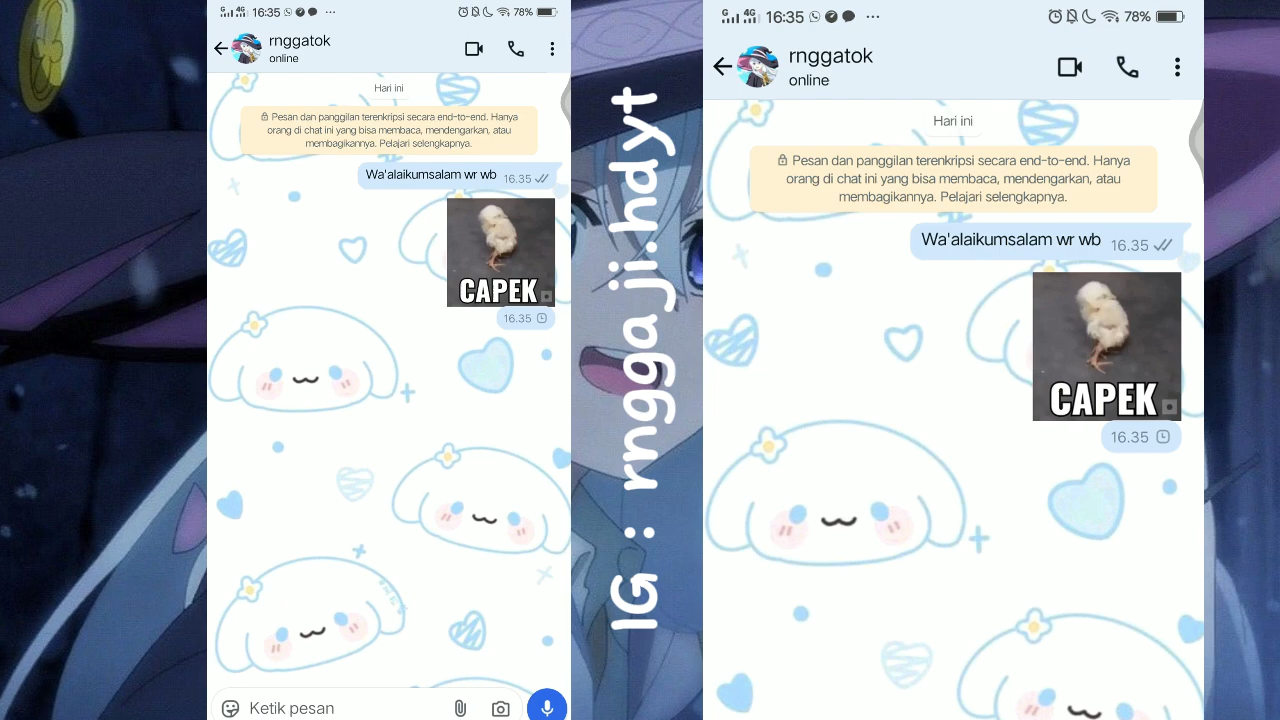 G 4G 16:35 ... 78%
rnggatok
online
Hari ini
Pesan dan panggilan terenkripsi secara end-to-end. Hanya
orang di chat ini yang bisa membaca, mendengarkan, atau
membagikannya. Pelajari selengkapnya.
Wa'alaikumsalam wr wb 16.35
CAPEK
16.35
Ketik pesan
IG : rnggaji.hdyt
G 4G 16:35 ... 78%
rnggatok
online
Hari ini
Pesan dan panggilan terenkripsi secara end-to-end. Hanya
orang di chat ini yang bisa membaca, mendengarkan, atau
membagikannya. Pelajari selengkapnya.
Wa'alaikumsalam wr wb 16.35
CAPEK
16.35